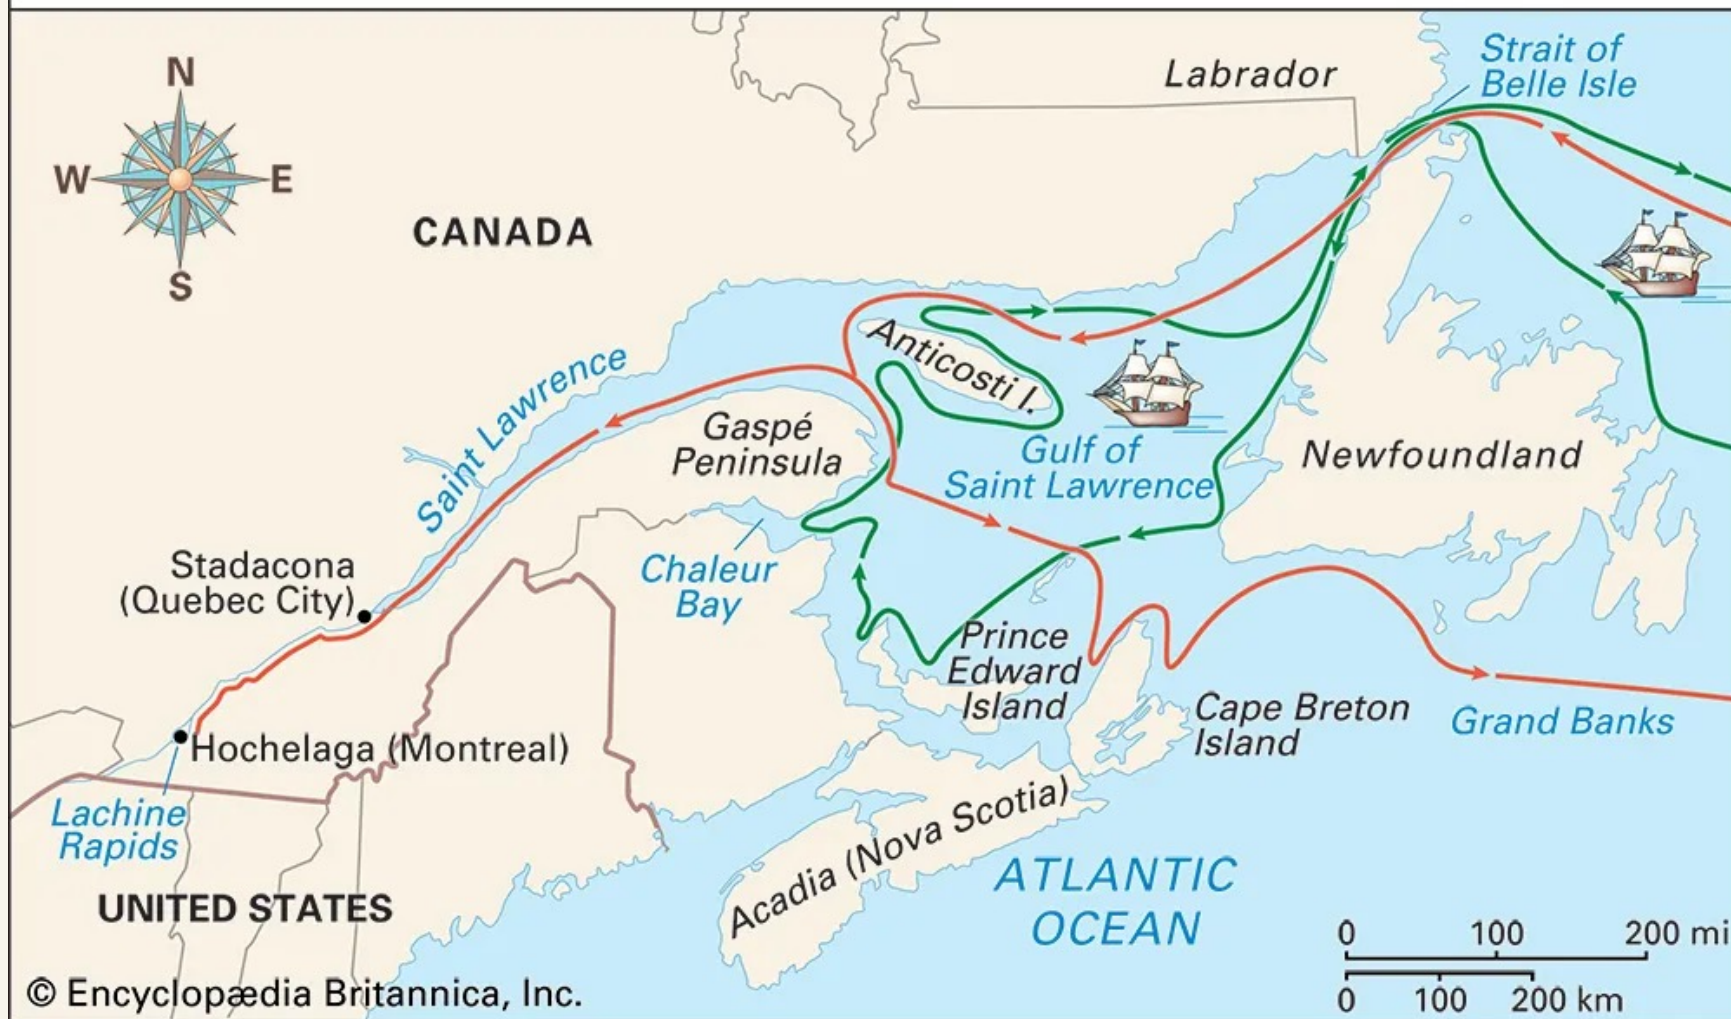 N
W
E
S
CANADA
Labrador
Strait of
Belle Isle
Saint Lawrence
Anticosti I.
Gaspé
Peninsula
Gulf of
Saint Lawrence
Newfoundland
Stadacona
(Quebec City)
Chaleur
Bay
Prince
Edward
Island
Hochelaga (Montreal)
Cape Breton
Island
Grand Banks
Lachine
Rapids
Acadia (Nova Scotia)
UNITED STATES
ATLANTIC
OCEAN
0 100 200 mi
0 100 200 km
© Encyclopædia Britannica, Inc.